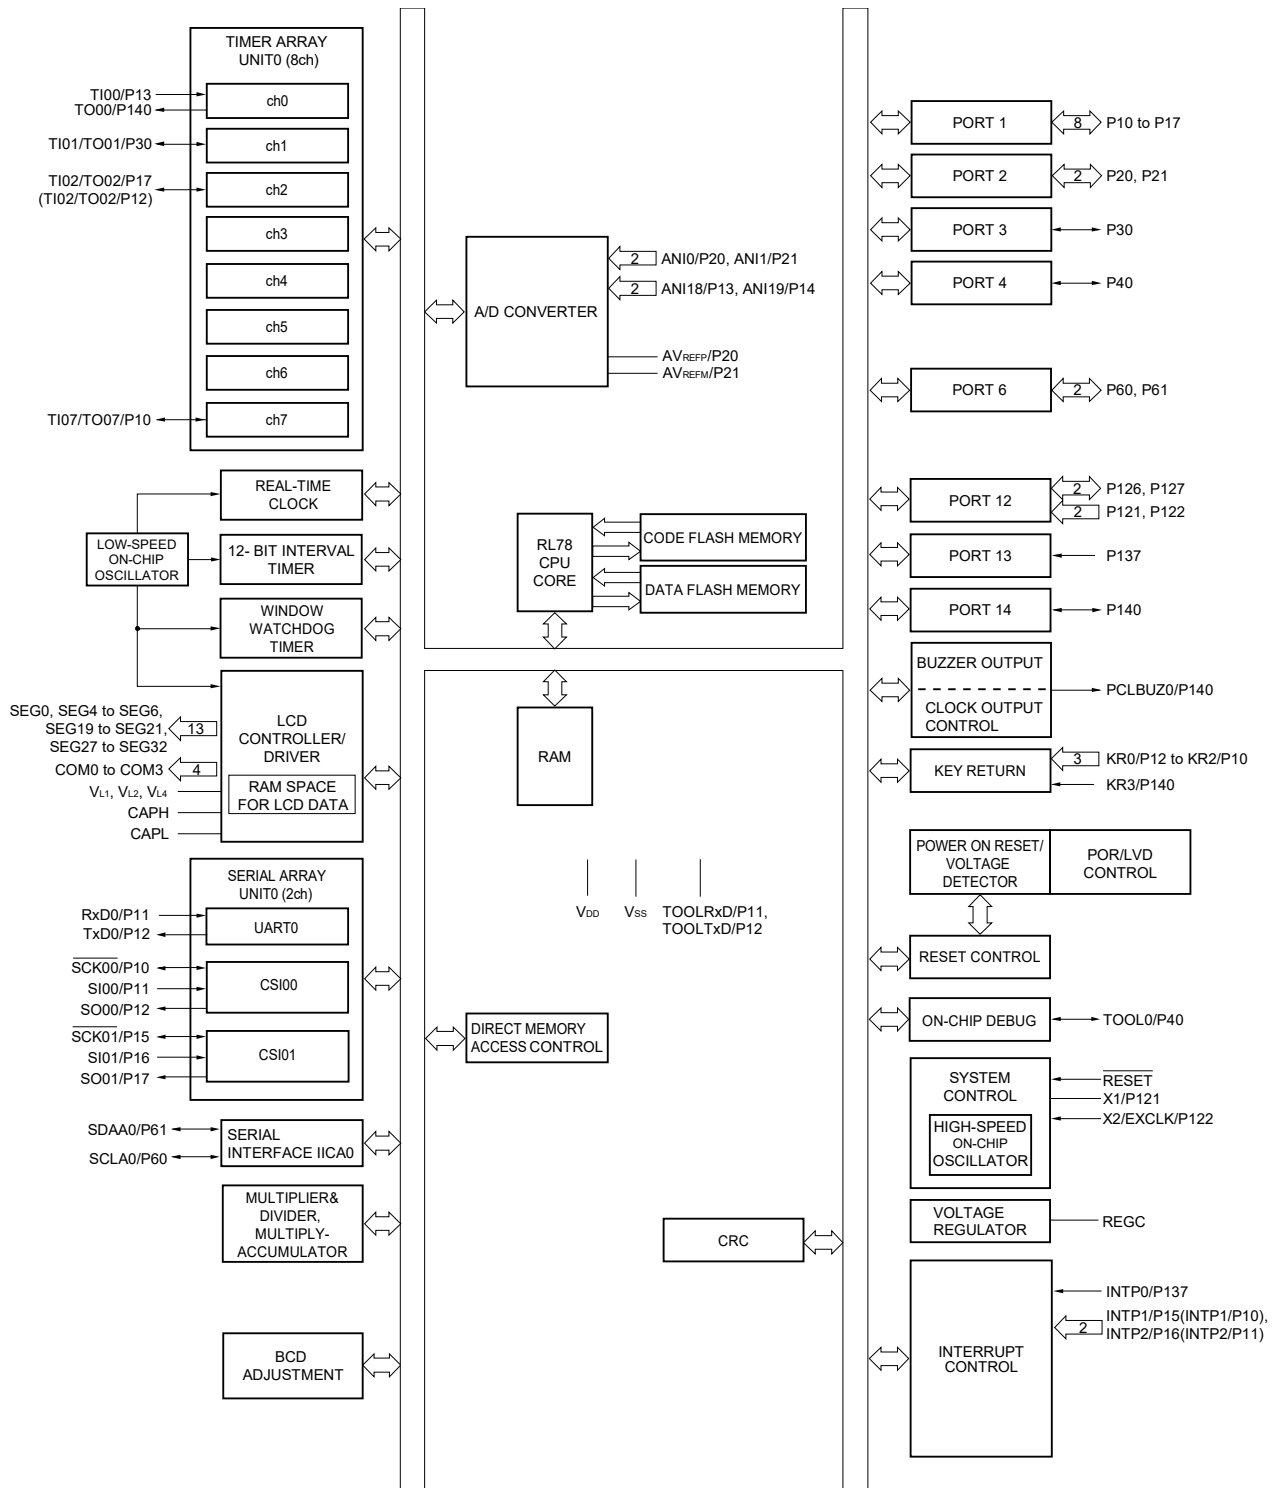 TIMER ARRAY
UNIT0 (8ch)
TI00/P13
TO00/P140
ch0
TI01/TO01/P30
ch1
TI02/TO02/P17
(TI02/TO02/P12)
ch2
ch3
ch4
ch5
ch6
TI07/TO07/P10
ch7
REAL-TIME
CLOCK
LOW-SPEED
ON-CHIP
OSCILLATOR
12- BIT INTERVAL
TIMER
WINDOW
WATCHDOG
TIMER
SEG0, SEG4 to SEG6,
SEG19 to SEG21,
SEG27 to SEG32
13
COM0 to COM3
4
VL1, VL2, VL4
CAPH
CAPL
LCD
CONTROLLER/
DRIVER
RAM SPACE
FOR LCD DATA
SERIAL ARRAY
UNIT0 (2ch)
RxD0/P11
TxD0/P12
UART0
SCK00/P10
SI00/P11
SO00/P12
CSI00
SCK01/P15
SI01/P16
SO01/P17
CSI01
SDAA0/P61
SCLA0/P60
SERIAL
INTERFACE IICA0
MULTIPLIER&
DIVIDER,
MULTIPLY-
ACCUMULATOR
BCD
ADJUSTMENT
A/D CONVERTER
2
ANI0/P20, ANI1/P21
2
ANI18/P13, ANI19/P14
AVREFP/P20
AVREFM/P21
RL78
CPU
CORE
CODE FLASH MEMORY
DATA FLASH MEMORY
RAM
VDD
VSS
TOOLRxD/P11,
TOOLTxD/P12
DIRECT MEMORY
ACCESS CONTROL
CRC
PORT 1
8
P10 to P17
PORT 2
2
P20, P21
PORT 3
P30
PORT 4
P40
PORT 6
2
P60, P61
PORT 12
2
P126, P127
2
P121, P122
PORT 13
P137
PORT 14
P140
BUZZER OUTPUT
CLOCK OUTPUT
CONTROL
PCLBUZ0/P140
KEY RETURN
3
KR0/P12 to KR2/P10
KR3/P140
POWER ON RESET/
VOLTAGE
DETECTOR
POR/LVD
CONTROL
RESET CONTROL
ON-CHIP DEBUG
TOOL0/P40
SYSTEM
CONTROL
HIGH-SPEED
ON-CHIP
OSCILLATOR
RESET
X1/P121
X2/EXCLK/P122
VOLTAGE
REGULATOR
REGC
INTERRUPT
CONTROL
INTP0/P137
2
INTP1/P15(INTP1/P10),
INTP2/P16(INTP2/P11)